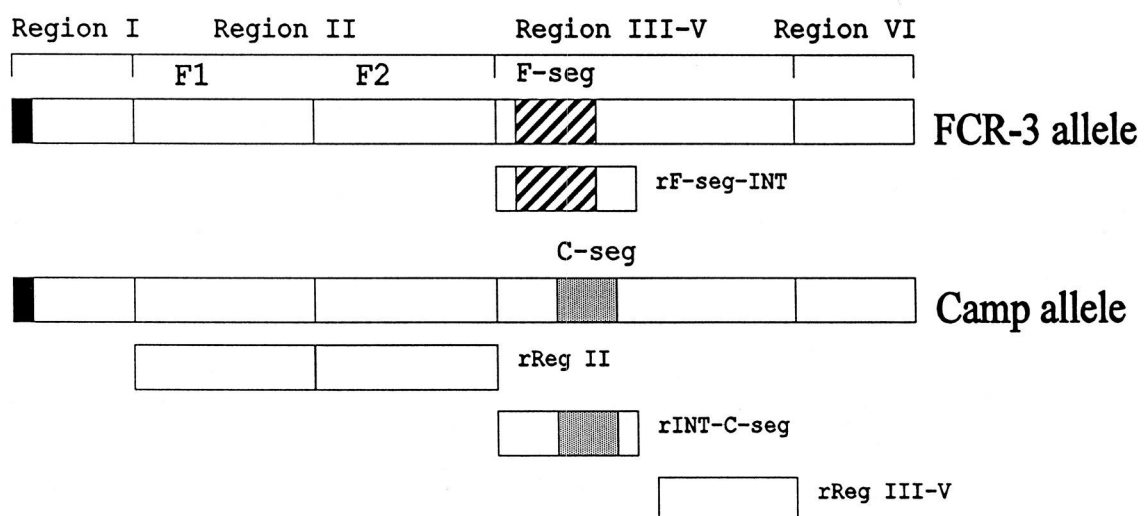 Region I Region II Region III-V Region VI
F1 F2 F-seg
FCR-3 allele
rF-seg-INT
C-seg
Camp allele
rReg II
rINT-C-seg
rReg III-V